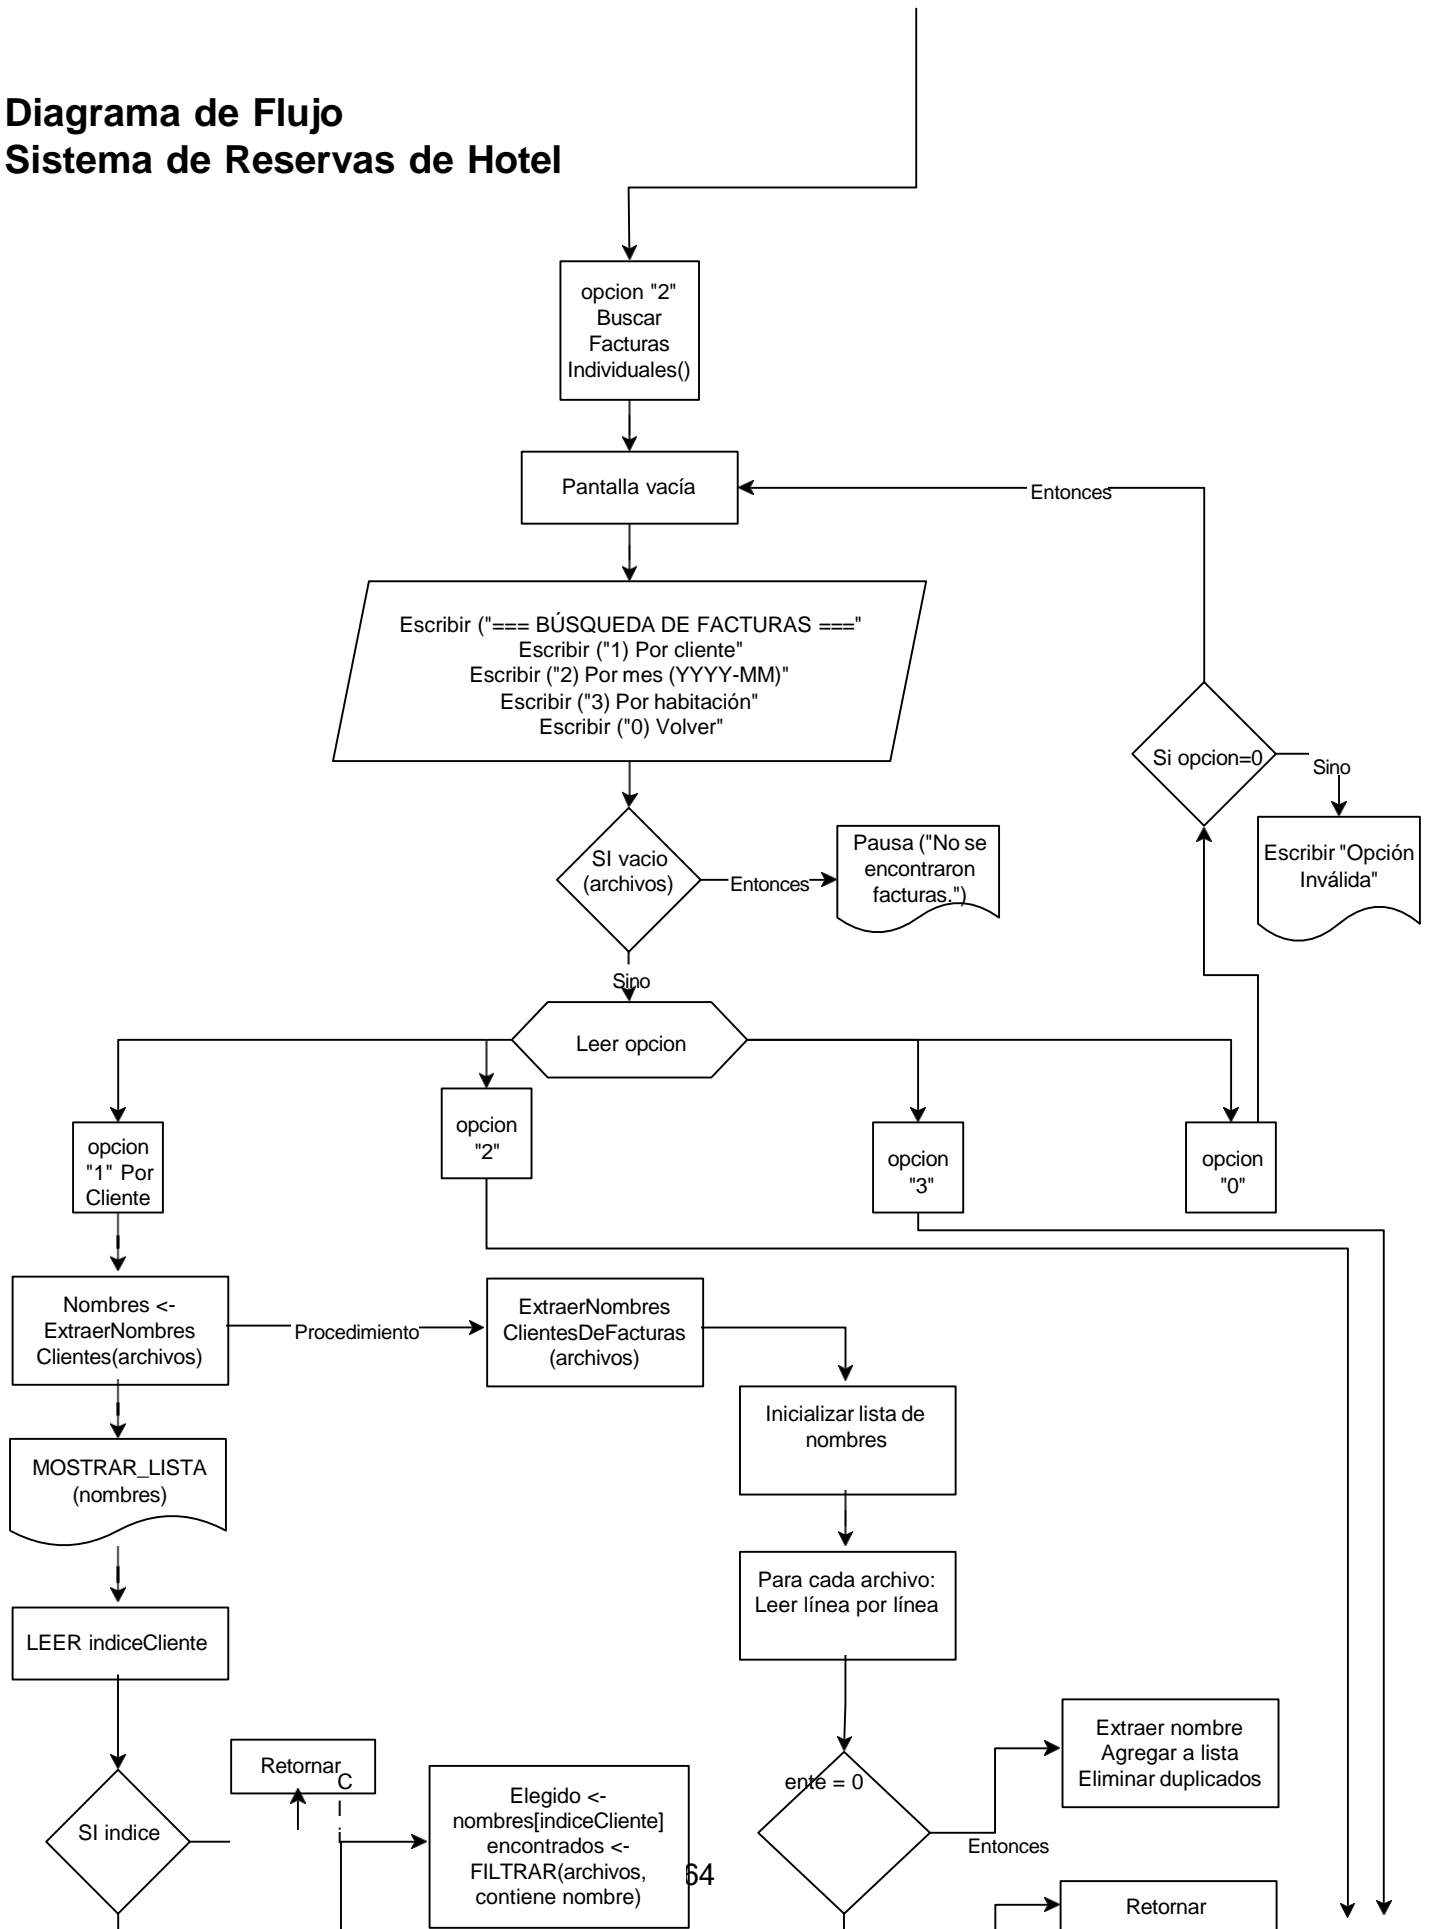 Diagrama de Flujo
Sistema de Reservas de Hotel
opcion "2"
Buscar
Facturas
Individuales()
Pantalla vacía
Entonces
Escribir ("=== BÚSQUEDA DE FACTURAS ==="
Escribir ("1) Por cliente"
Escribir ("2) Por mes (YYYY-MM)"
Escribir ("3) Por habitación"
Escribir ("0) Volver"
Si opcion=0
Sino
Escribir "Opción
Inválida"
SI vacio
(archivos)
Entonces
Pausa ("No se
encontraron
facturas.")
Sino
Leer opcion
opcion
"1" Por
Cliente
opcion
"2"
opcion
"3"
opcion
"0"
Nombres <-
ExtraerNombres
Clientes(archivos)
Procedimiento
ExtraerNombres
ClientesDeFacturas
(archivos)
Inicializar lista de
nombres
MOSTRAR_LISTA
(nombres)
Para cada archivo:
Leer línea por línea
LEER indiceCliente
Extraer nombre
Agregar a lista
Eliminar duplicados
Retornar
C
l
i
ente = 0
SI indice
Elegido <-
nombres[indiceCliente]
encontrados <-
FILTRAR(archivos,
contiene nombre)
Entonces
64
Retornar